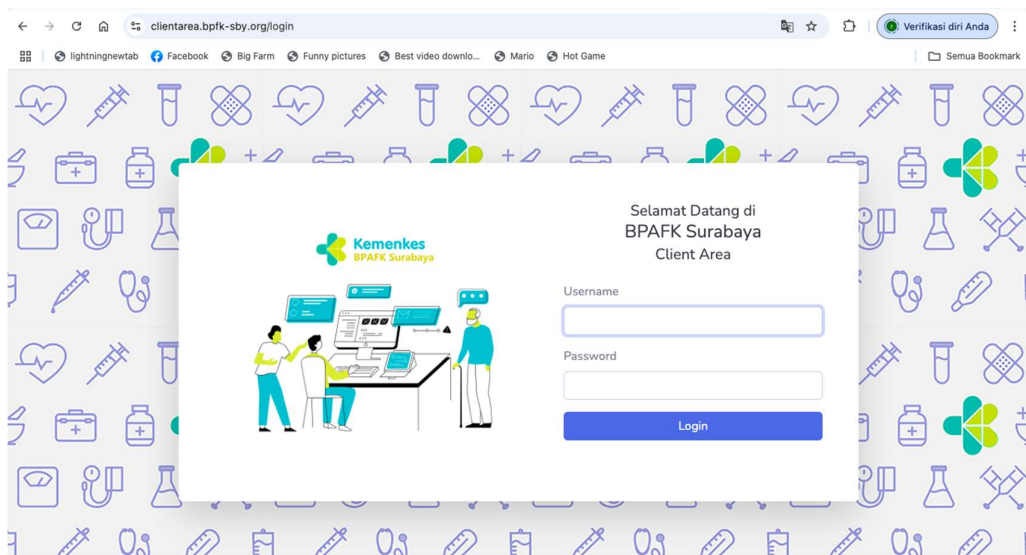 clientarea.bpfk-sby.org/login
Verifikasi diri Anda
lightningnewtab
Facebook
Big Farm
Funny pictures
Best video downlo...
Mario
Hot Game
Semua Bookmark
Kemenkes
BPAFK Surabaya
Selamat Datang di
BPAFK Surabaya
Client Area
Username
Password
Login